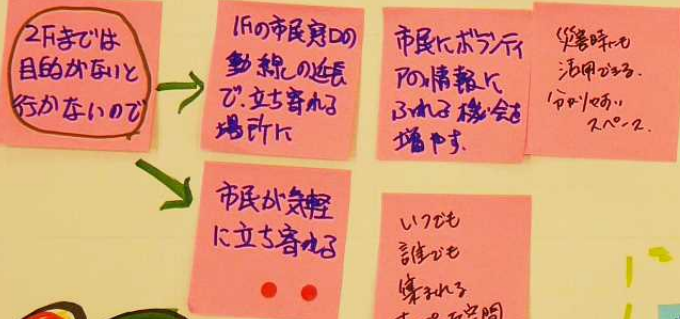 2Fまでは
目的がないと
行かないので
1Fの市民窓口の
動線の延長
で、立ち寄れる
場所に
市民にボランティ
アの情報に
ふれる機会を
増やす。
災害時にも
活用できる。
分かりやすい
スペース。
市民が気軽
に立ち寄れる
いつでも
誰でも
集まれる
空間